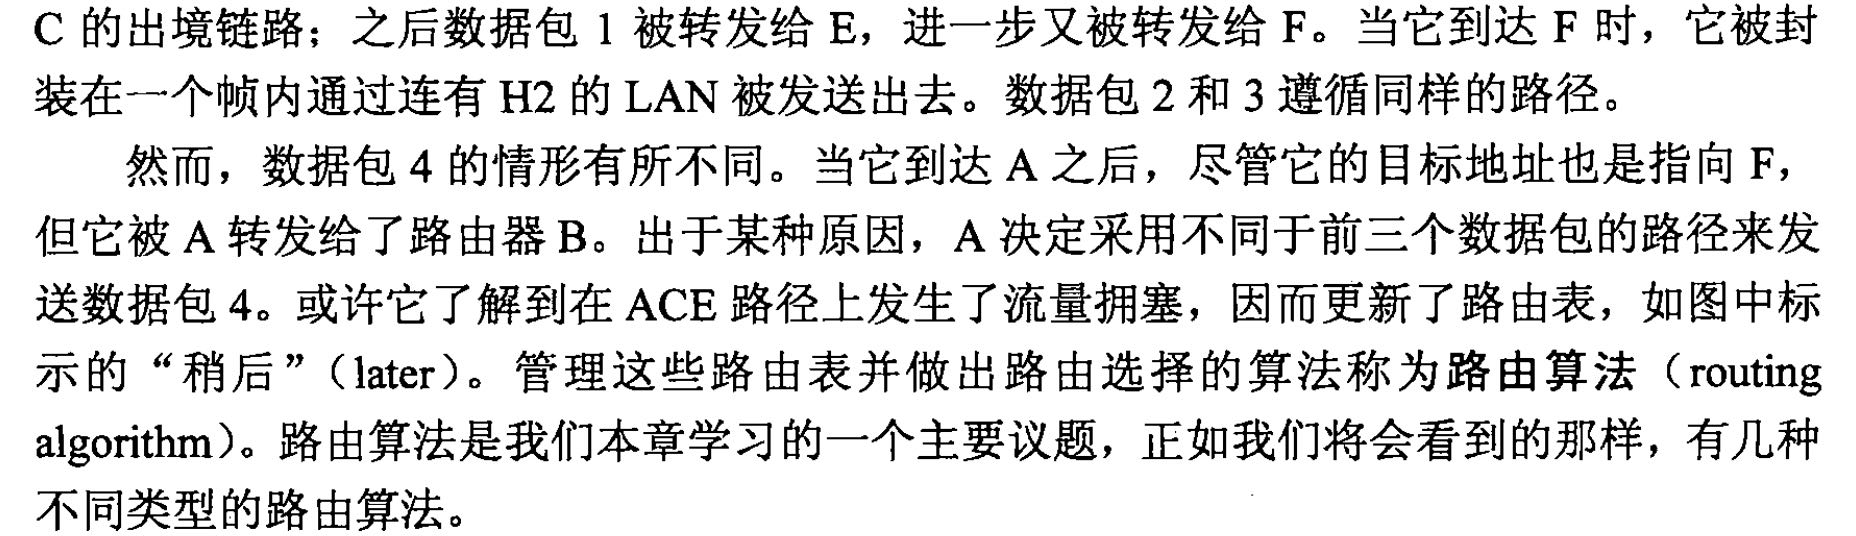 C 的出境链路；之后数据包 1 被转发给 E，进一步又被转发给 F。当它到达 F 时，它被封
装在一个帧内通过连有 H2 的 LAN 被发送出去。数据包 2 和 3 遵循同样的路径。
然而，数据包 4 的情形有所不同。当它到达 A 之后，尽管它的目标地址也是指向 F，
但它被 A 转发给了路由器 B。出于某种原因，A 决定采用不同于前三个数据包的路径来发
送数据包 4。或许它了解到在 ACE 路径上发生了流量拥塞，因而更新了路由表，如图中标
示的“稍后”（later）。管理这些路由表并做出路由选择的算法称为路由算法（routing
algorithm）。路由算法是我们本章学习的一个主要议题，正如我们将会看到的那样，有几种
不同类型的路由算法。